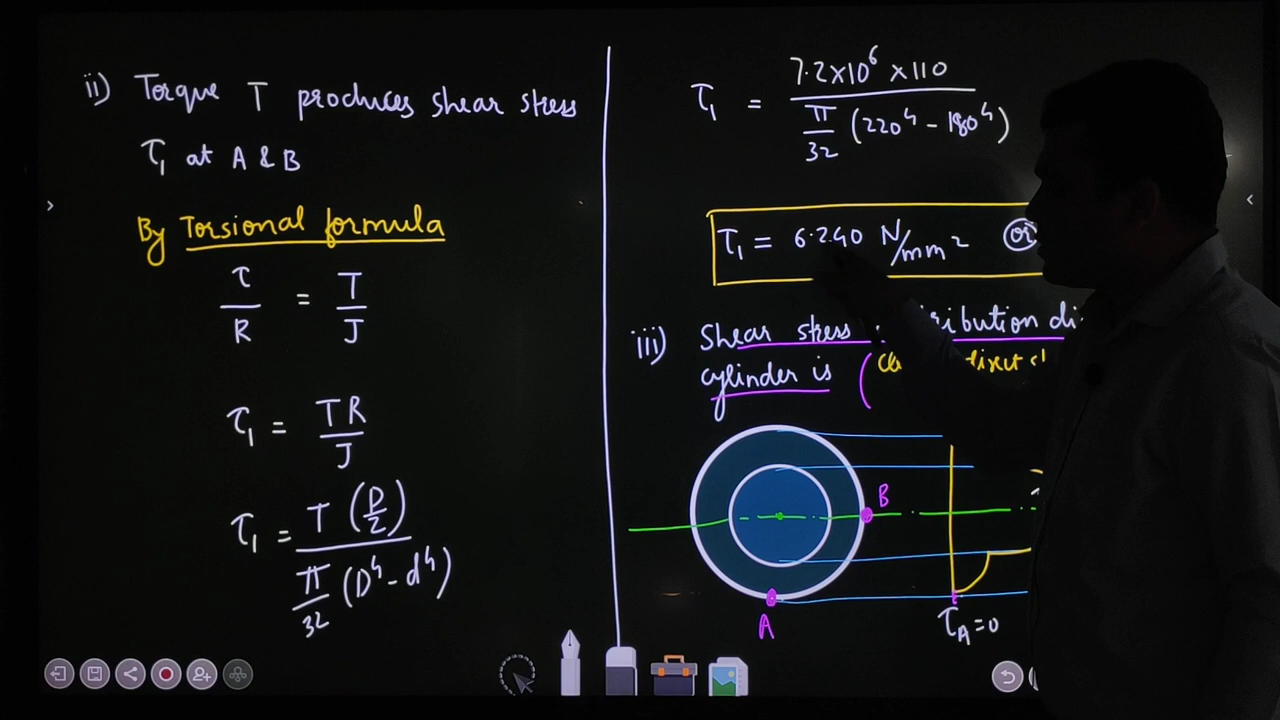 ii) Torque T produces shear stress
τ₁ at A & B
By Torsional formula
τ/R = T/J
τ₁ = TR/J
τ₁ = T (D/2) / π/32 (D⁴ - d⁴)
τ₁ = 7.2x10⁶ x 110 / π/32 (220⁴ - 180⁴)
τ₁ = 6.240 N/mm² or
iii) Shear stress
cylinder is (
B
A
τA = 0